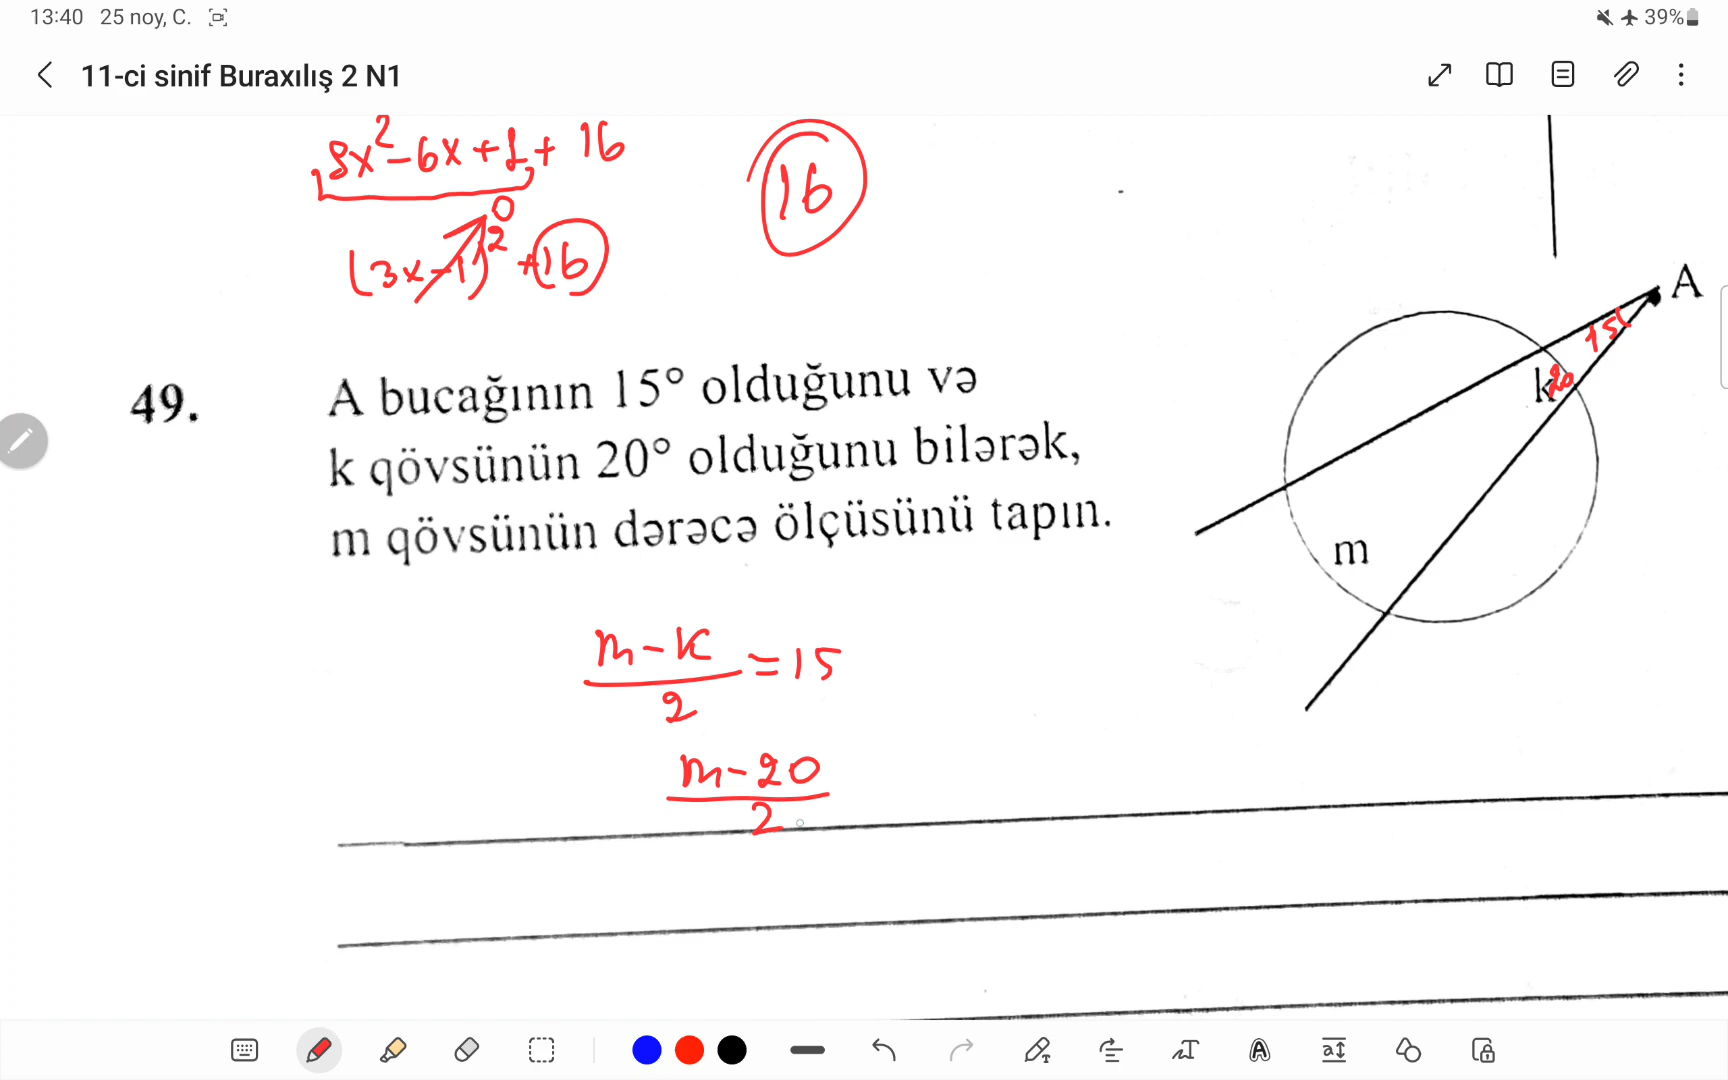 13:40 25 noy, C.
39%
11-ci sinif Buraxılış 2 N1
8x²-6x+1+16
0
(3x-1)²+16
16
A
15
k 20
m
49. A bucağının 15° olduğunu və
k qövsünün 20° olduğunu bilərək,
m qövsünün dərəcə ölçüsünü tapın.
m-k
2
=15
m-20
2